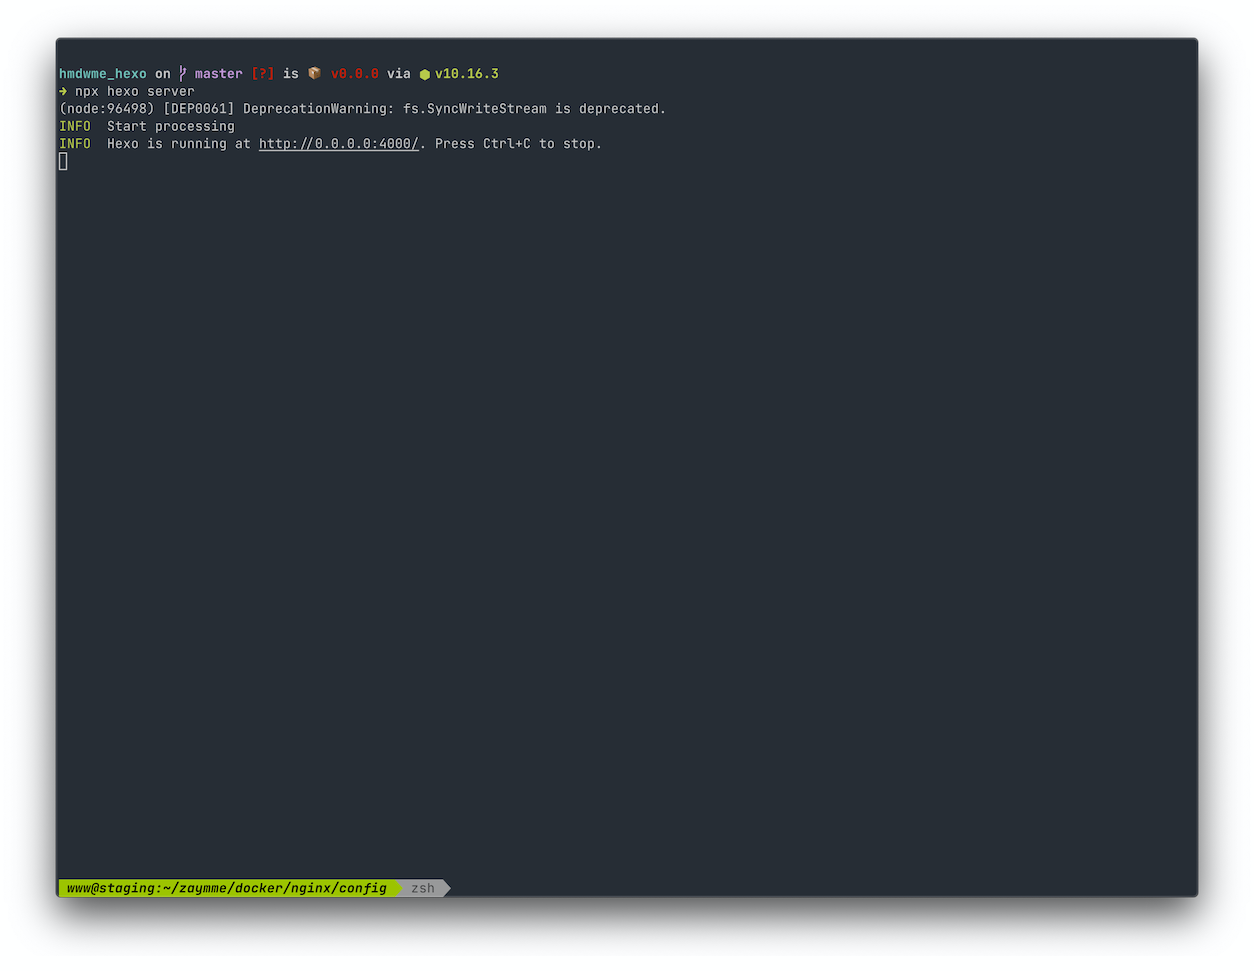 hmdwme_hexo on master [?] is 📦 v0.0.0 via ⬢ v10.16.3
➜ npx hexo server
(node:96498) [DEP0061] DeprecationWarning: fs.SyncWriteStream is deprecated.
INFO  Start processing
INFO  Hexo is running at http://0.0.0.0:4000/. Press Ctrl+C to stop.
www@staging:~/zaymme/docker/nginx/config zsh